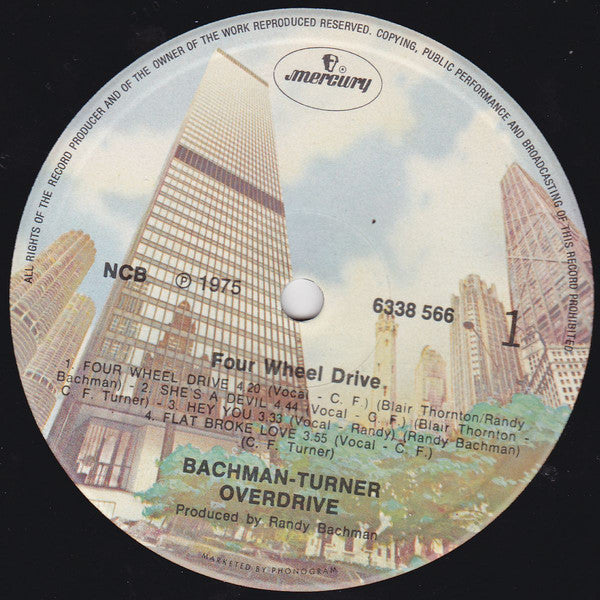 ALL RIGHTS OF THE RECORD PRODUCER AND OF THE OWNER OF THE WORK REPRODUCED RESERVED. COPYING, PUBLIC PERFORMANCE AND BROADCASTING OF THIS RECORD PROHIBITED
mercury
NCB ℗ 1975
6338 566 1
Four Wheel Drive
1. FOUR WHEEL DRIVE 4.20 (Vocal - C. F.) (Blair Thornton/Randy
Bachman) - 2. SHE'S A DEVIL 4.44 (Vocal - C. F.) (Blair Thornton -
C. F. Turner) - 3. HEY YOU 3.33 (Vocal - Randy) (Randy Bachman)
4. FLAT BROKE LOVE 3.55 (Vocal - C. F.)
(C. F. Turner)
BACHMAN-TURNER
OVERDRIVE
Produced by Randy Bachman
MARKETED BY PHONOGRAM